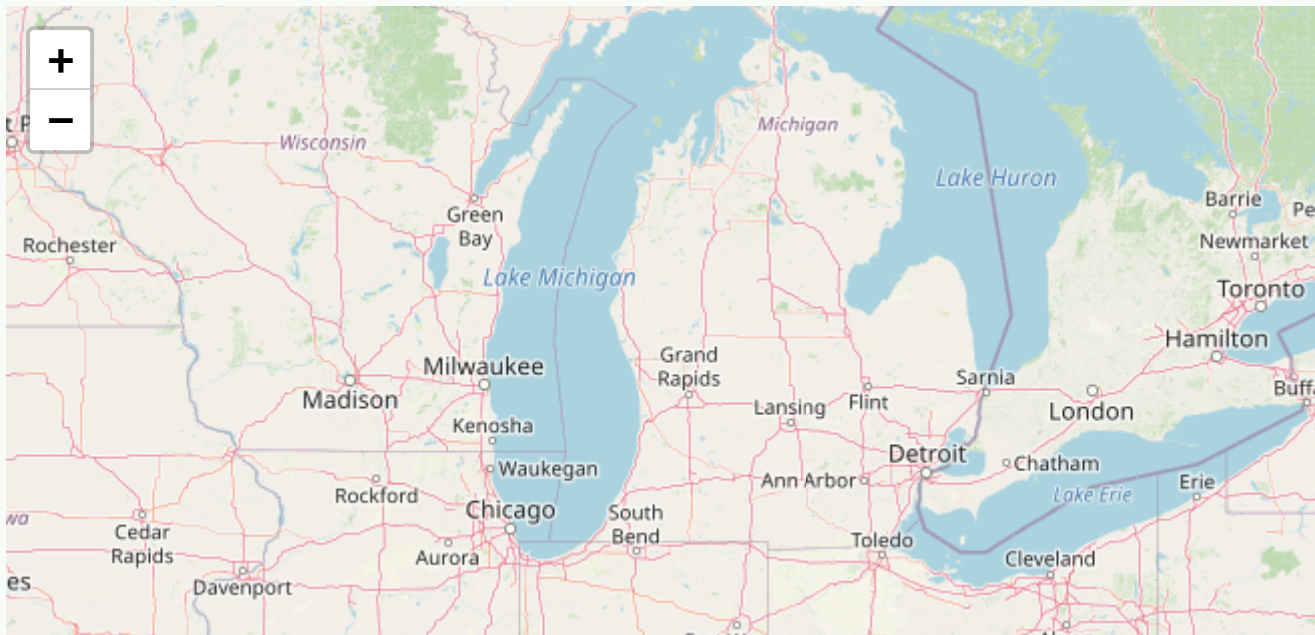 +
−
Wisconsin
Michigan
Lake Huron
Barrie
Green
Bay
Newmarket
Rochester
Lake Michigan
Toronto
Hamilton
Milwaukee
Grand
Rapids
Sarnia
Madison
Lansing
Flint
London
Kenosha
Detroit
Waukegan
Chatham
Ann Arbor
Erie
Rockford
Lake Erie
Chicago
South
Bend
Cedar
Rapids
Aurora
Toledo
Cleveland
Davenport